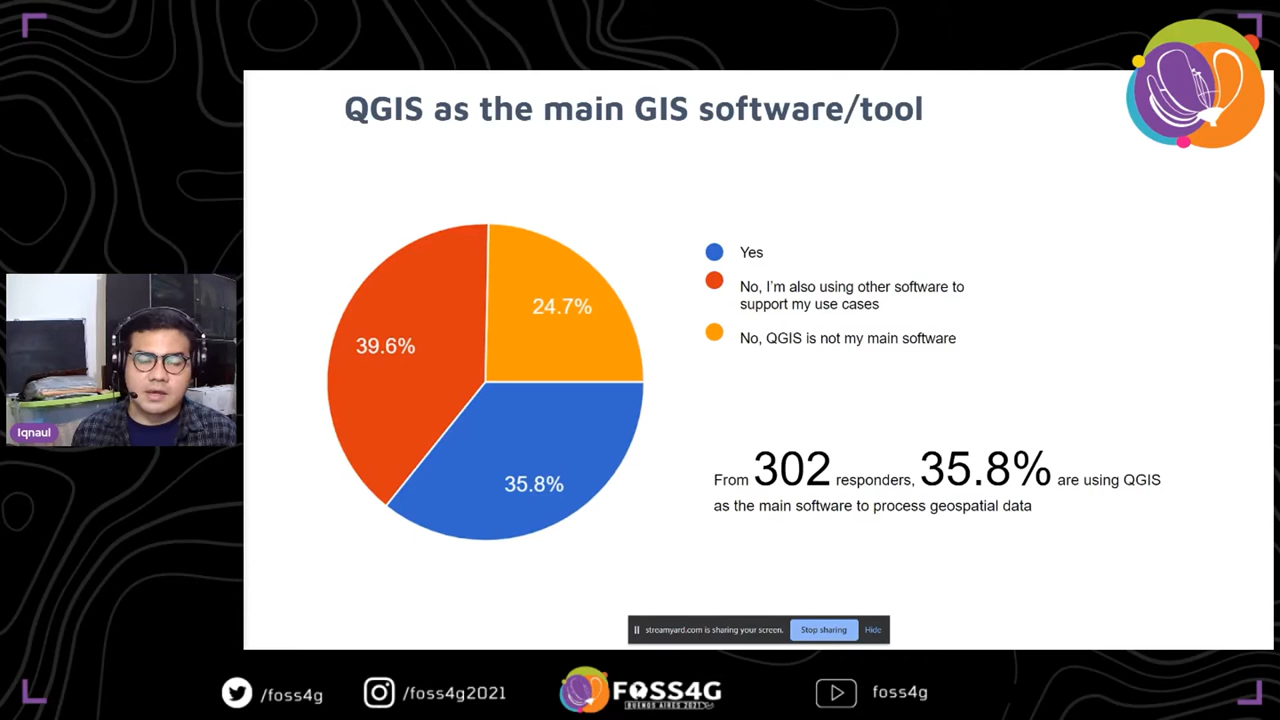 QGIS as the main GIS software/tool
24.7%
39.6%
35.8%
Yes
No, I'm also using other software to
support my use cases
No, QGIS is not my main software
From 302 responders, 35.8% are using QGIS
as the main software to process geospatial data
Iqnaul
streamyard.com is sharing your screen. Stop sharing Hide
/foss4g
/foss4g2021
FOSS4G
BUENOS AIRES 2021
foss4g